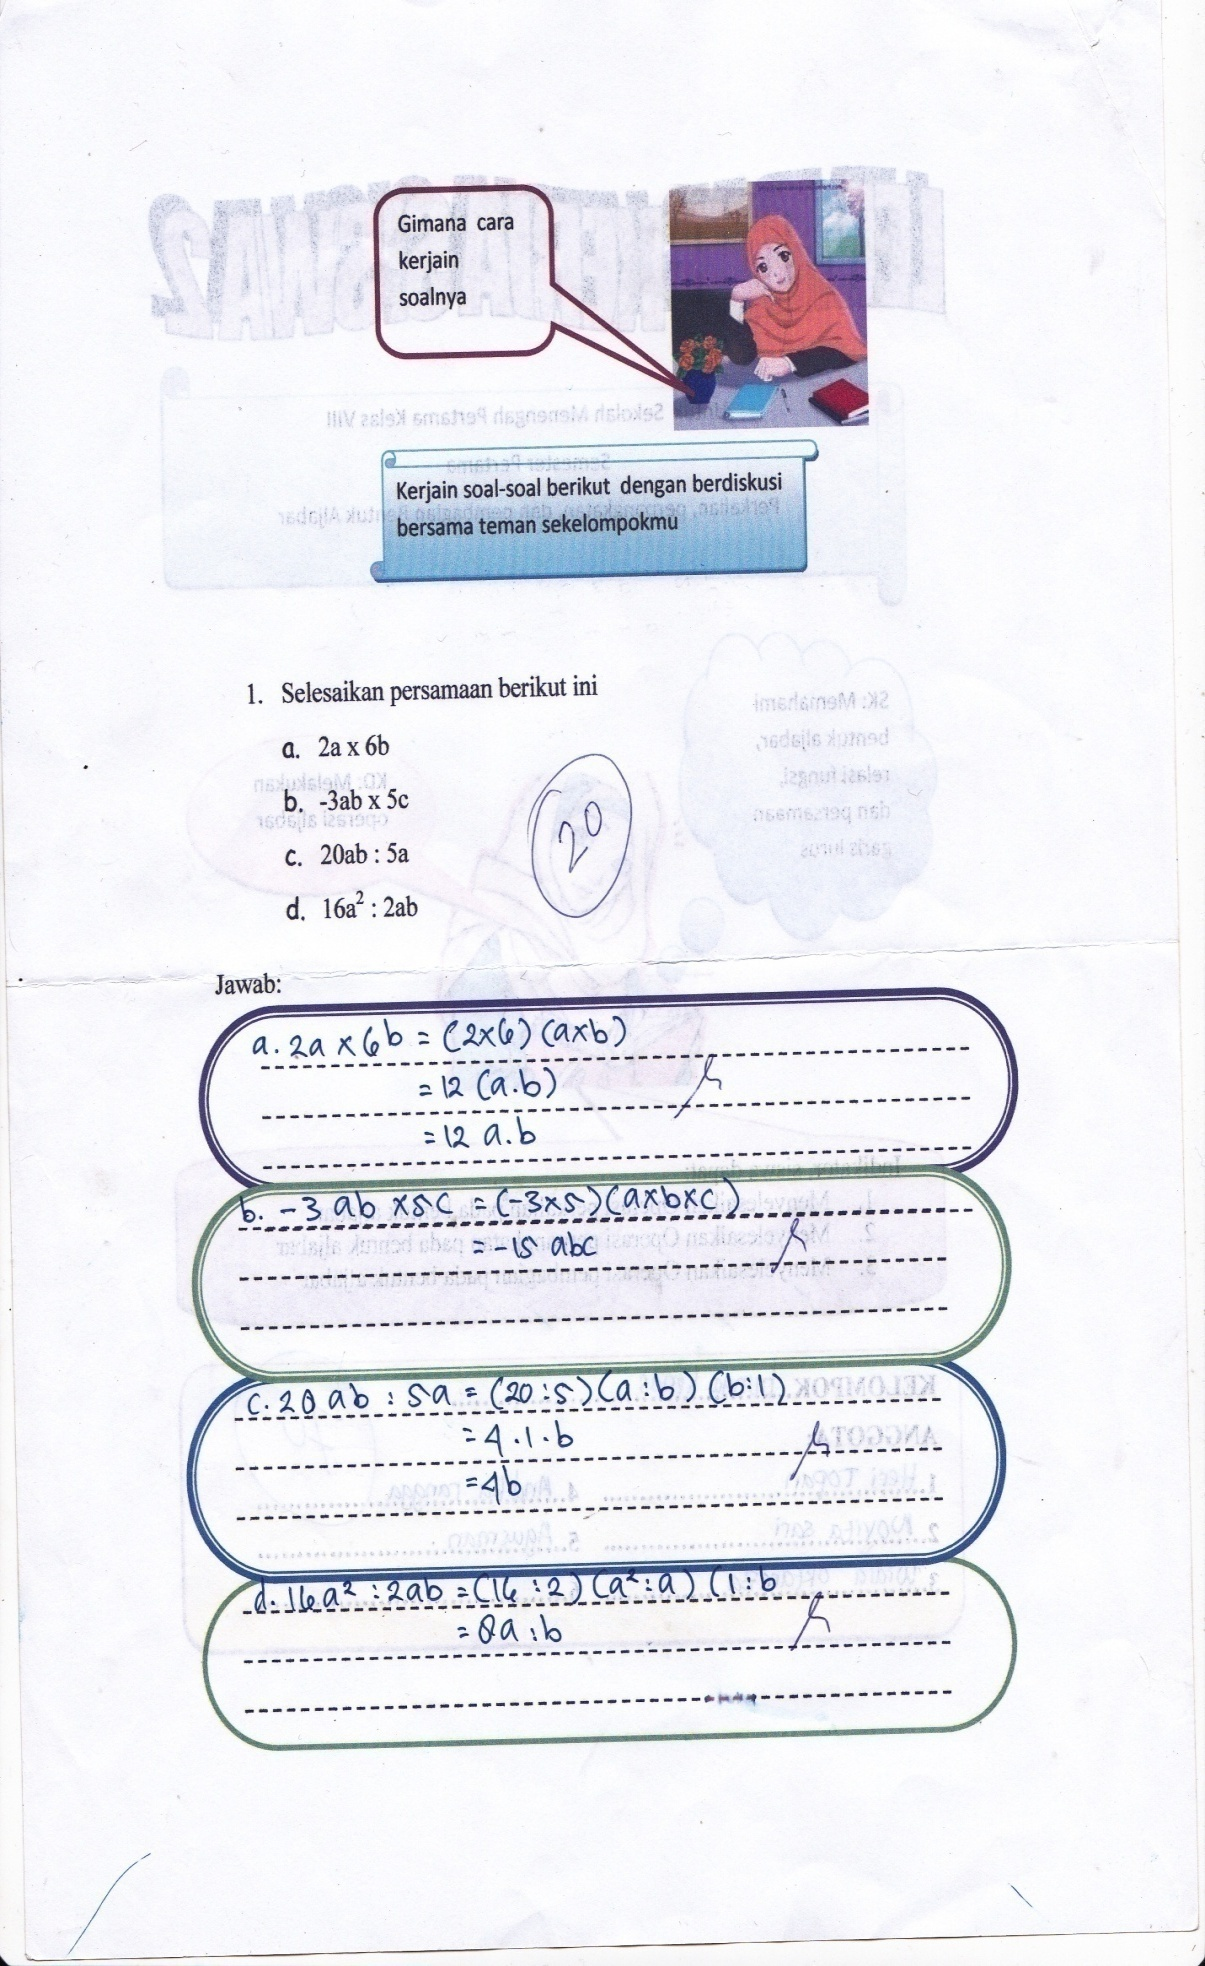 Gimana cara
kerjain
soalnya
Kerjain soal-soal berikut dengan berdiskusi
bersama teman sekelompokmu
1. Selesaikan persamaan berikut ini
a. 2a x 6b
b. -3ab x 5c
c. 20ab : 5a
d. 16a² : 2ab
20
Jawab:
a. 2a x 6b = (2x6) (axb)
= 12 (a.b)
= 12 a.b
b. -3 ab x 5c = (-3x5) (axbxc)
= -15 abc
c. 20 ab : 5a = (20:5) (a:b) (b:1)
= 4.1.b
= 4b
d. 16a² : 2ab = (16:2) (a²:a) (1:b
= 8a:b